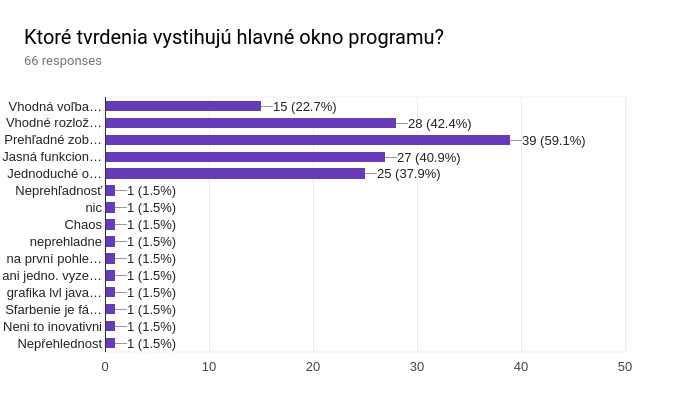 Ktoré tvrdenia vystihujú hlavné okno programu?
66 responses
Vhodná voľba… 15 (22.7%)
Vhodné rozlož… 28 (42.4%)
Prehľadné zob… 39 (59.1%)
Jasná funkcion… 27 (40.9%)
Jednoduché o… 25 (37.9%)
Neprehľadnosť 1 (1.5%)
nic 1 (1.5%)
Chaos 1 (1.5%)
neprehladne 1 (1.5%)
na první pohle… 1 (1.5%)
ani jedno. vyze… 1 (1.5%)
grafika lvl java… 1 (1.5%)
Sfarbenie je fá… 1 (1.5%)
Neni to inovativni 1 (1.5%)
Nepřehlednost 1 (1.5%)
0 10 20 30 40 50